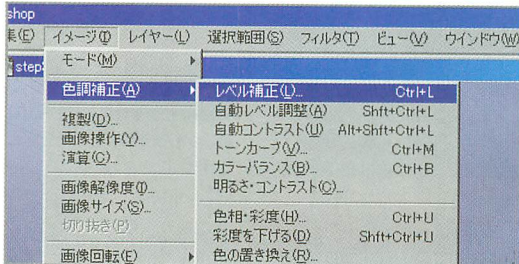 shop
集(E) イメージ(I) レイヤー(L) 選択範囲(S) フィルタ(T) ビュー(V) ウインドウ(W)
step
モード(M)
色調補正(A)
複製(D)...
画像操作(Y)...
演算(C)...
画像解像度(I)...
画像サイズ(S)...
切り抜き(P)
画像回転(E)
レベル補正(L)... Ctrl+L
自動レベル調整(A) Shft+Ctrl+L
自動コントラスト(U) Alt+Shft+Ctrl+L
トーンカーブ(V)... Ctrl+M
カラーバランス(B)... Ctrl+B
明るさ・コントラスト(C)...
色相・彩度(H)... Ctrl+U
彩度を下げる(D) Shft+Ctrl+U
色の置き換え(R)...